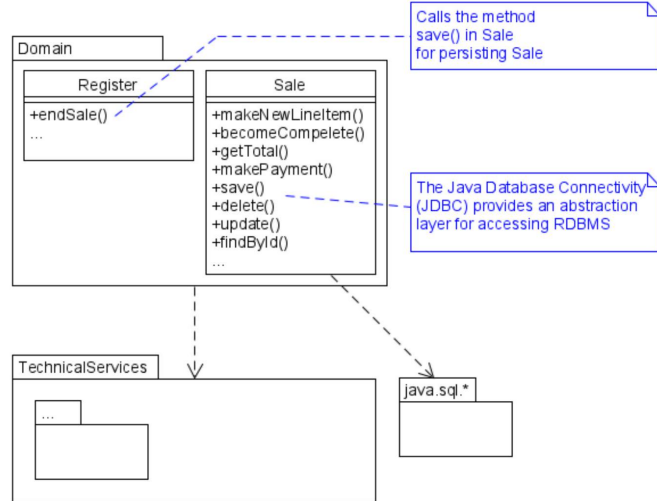 Calls the method
save() in Sale
for persisting Sale
Domain
Register
+endSale()
...
Sale
+makeNewLineItem()
+becomeCompelete()
+getTotal()
+makePayment()
+save()
+delete()
+update()
+findById()
...
The Java Database Connectivity
(JDBC) provides an abstraction
layer for accessing RDBMS
TechnicalServices
...
java.sql.*